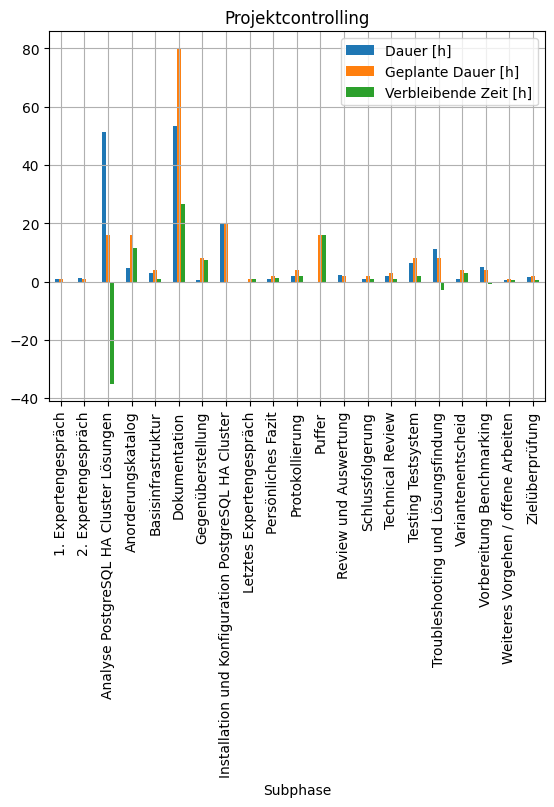 Projektcontrolling
Dauer [h]
Geplante Dauer [h]
Verbleibende Zeit [h]
80
60
40
20
0
−20
−40
1. Expertengespräch
2. Expertengespräch
Analyse PostgreSQL HA Cluster Lösungen
Anorderungskatalog
Basisinfrastruktur
Dokumentation
Gegenüberstellung
Installation und Konfiguration PostgreSQL HA Cluster
Letztes Expertengespräch
Persönliches Fazit
Protokollierung
Puffer
Review und Auswertung
Schlussfolgerung
Technical Review
Testing Testsystem
Troubleshooting und Lösungsfindung
Variantenentscheid
Vorbereitung Benchmarking
Weiteres Vorgehen / offene Arbeiten
Zielüberprüfung
Subphase